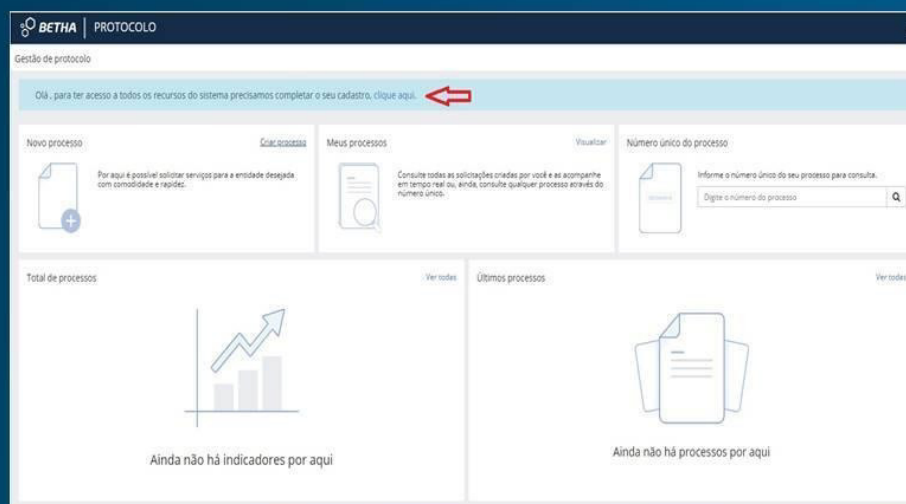 BETHA | PROTOCOLO
Gestão de protocolo
Olá , para ter acesso a todos os recursos do sistema precisamos completar o seu cadastro, clique aqui.
Novo processo
Criar processo
Por aqui é possível solicitar serviços para a entidade desejada
com comodidade e rapidez.
Meus processos
Visualizar
Consulte todas as solicitações criadas por você e as acompanhe
em tempo real ou, ainda, consulte qualquer processo através do
número único.
Número único do processo
Informe o número único do seu processo para consulta.
Digite o número do processo
Total de processos
Ver todas
Ainda não há indicadores por aqui
Últimos processos
Ver todas
Ainda não há processos por aqui